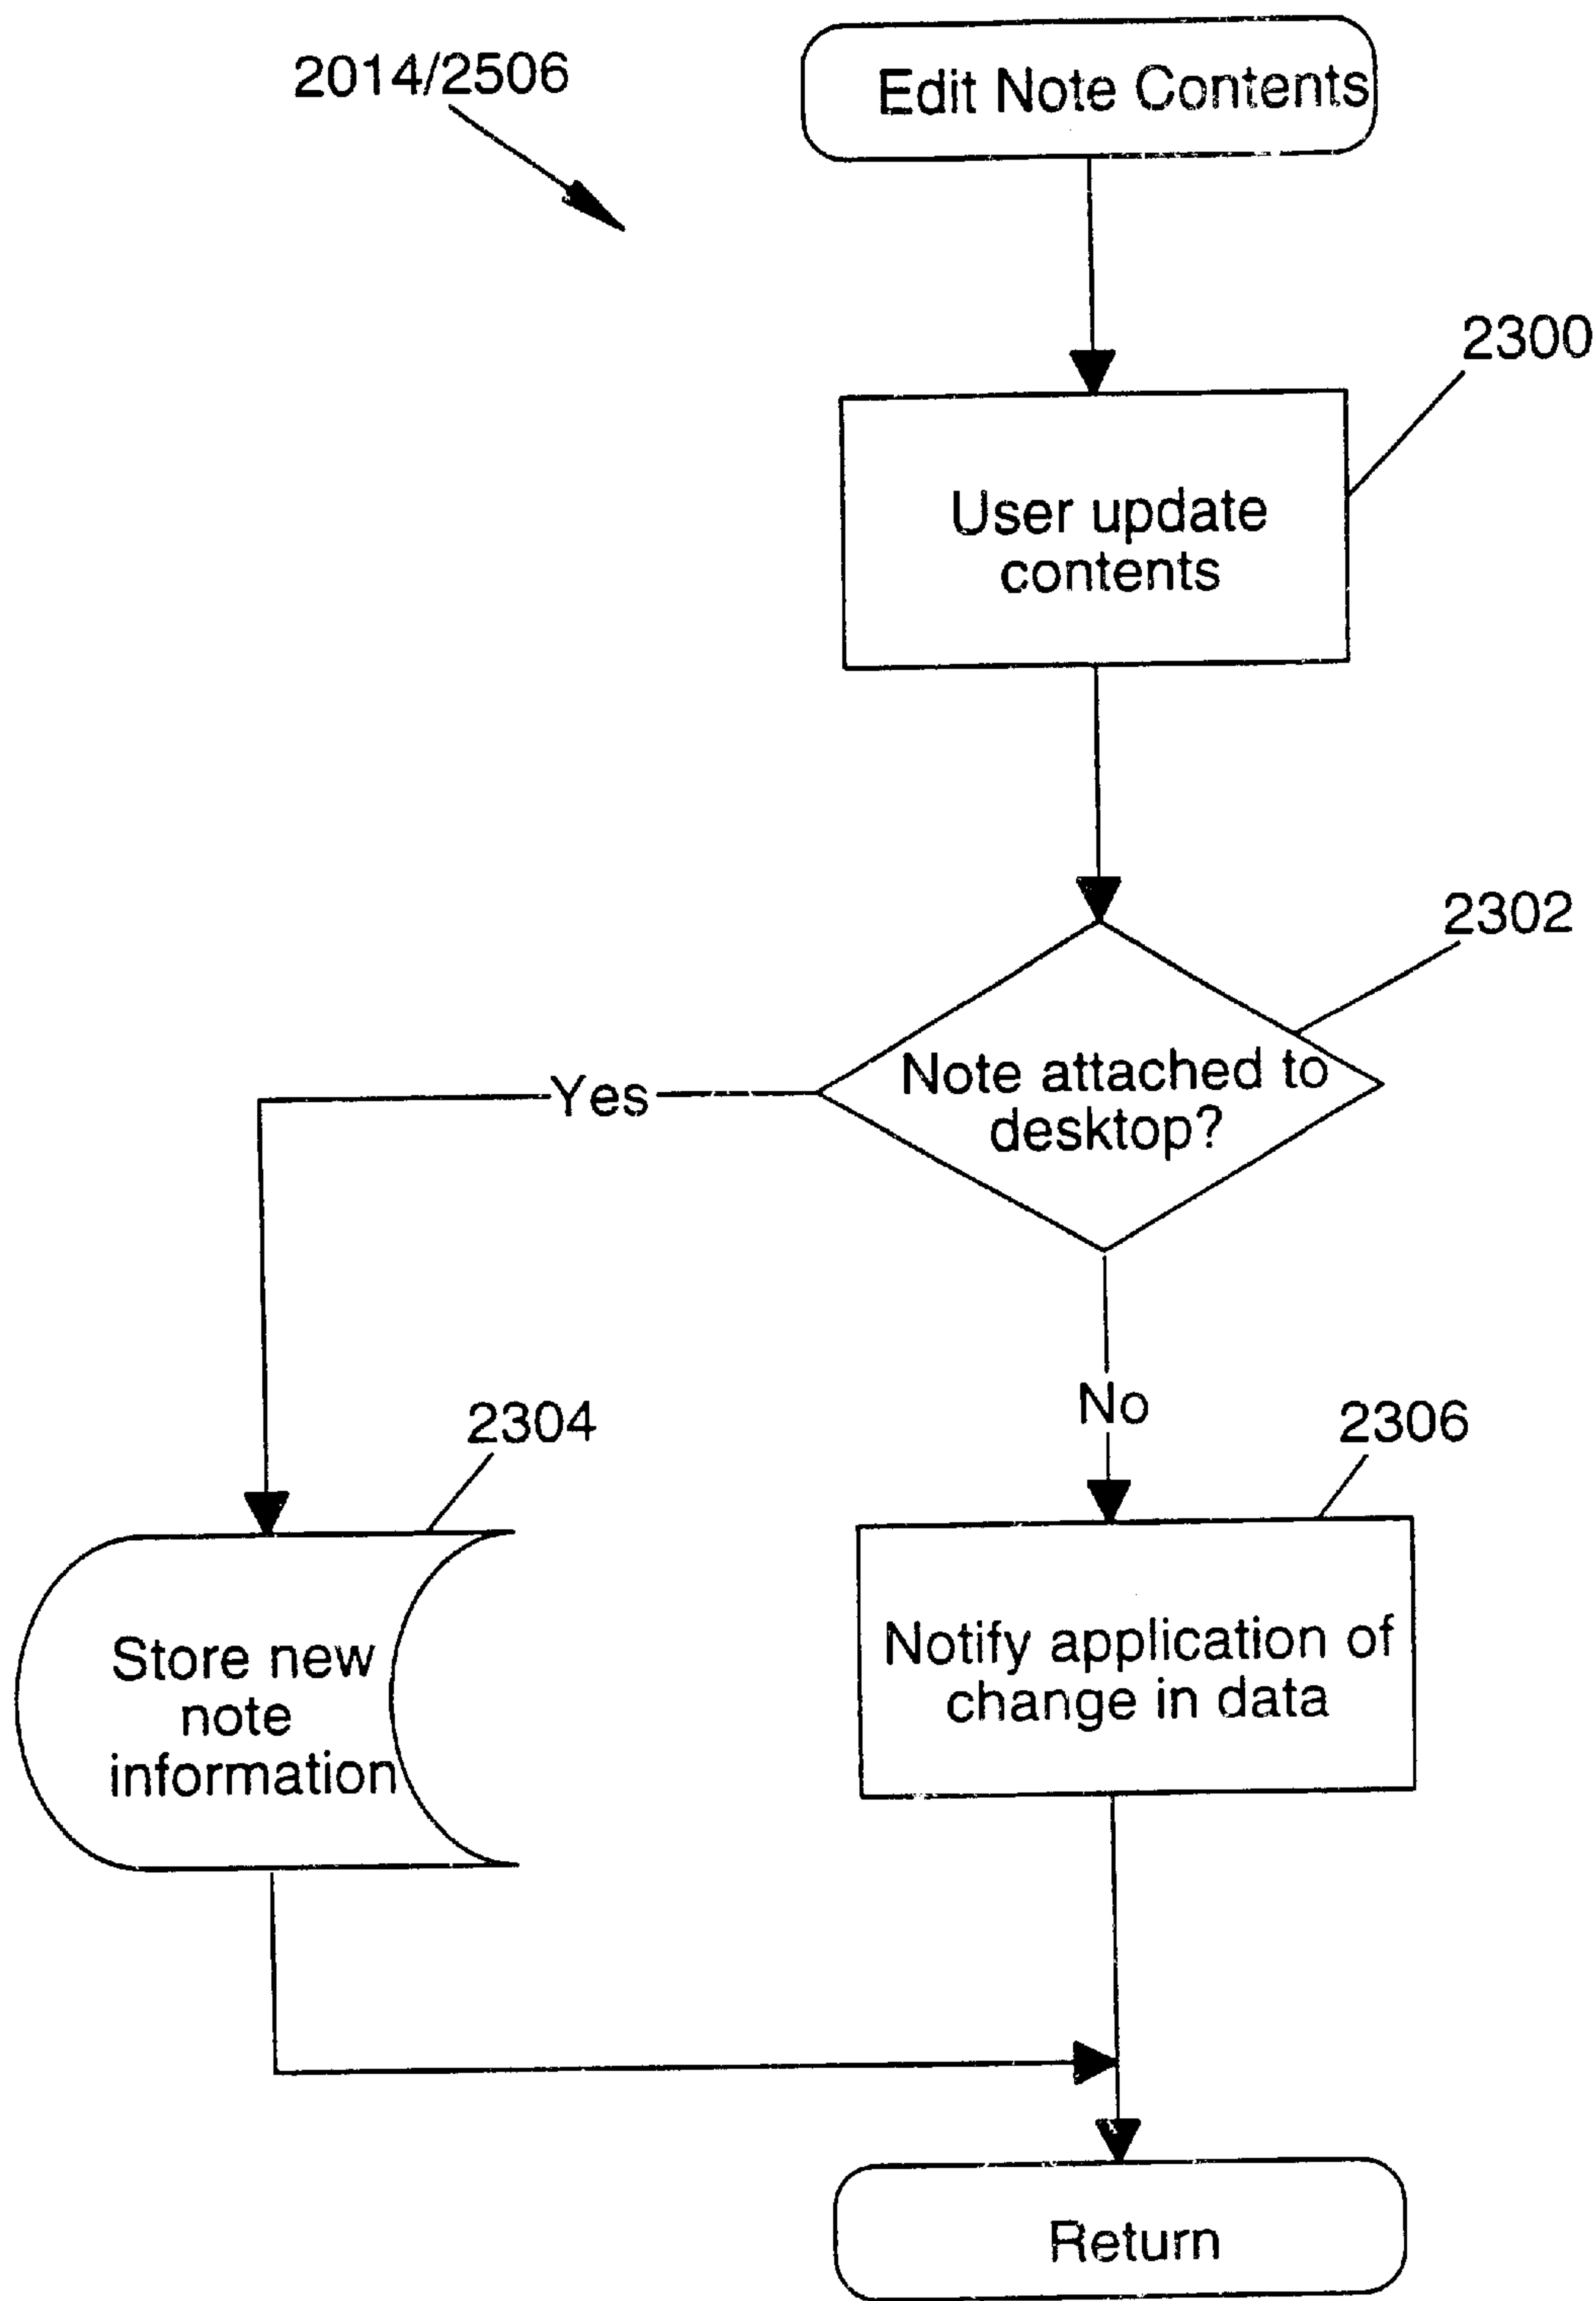 2014/2506
Edit Note Contents
2300
User update
contents
2302
Note attached to
desktop?
Yes
No
2304
2306
Store new
note
information
Notify application of
change in data
Return